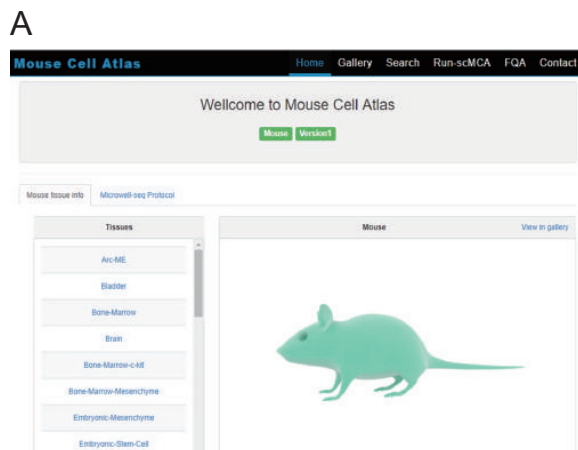 A
Mouse Cell Atlas Home Gallery Search Run-scMCA FQA Contact
Wellcome to Mouse Cell Atlas
Mouse Version1
Mouse tissue info Microwell-seq Protocol
Tissues Mouse View in gallery
Arc-ME
Bladder
Bone-Marrow
Brain
Bone-Marrow-c-kit
Bone-Marrow-Mesenchyme
Embryonic-Mesenchyme
Embryonic-Stem-Cell